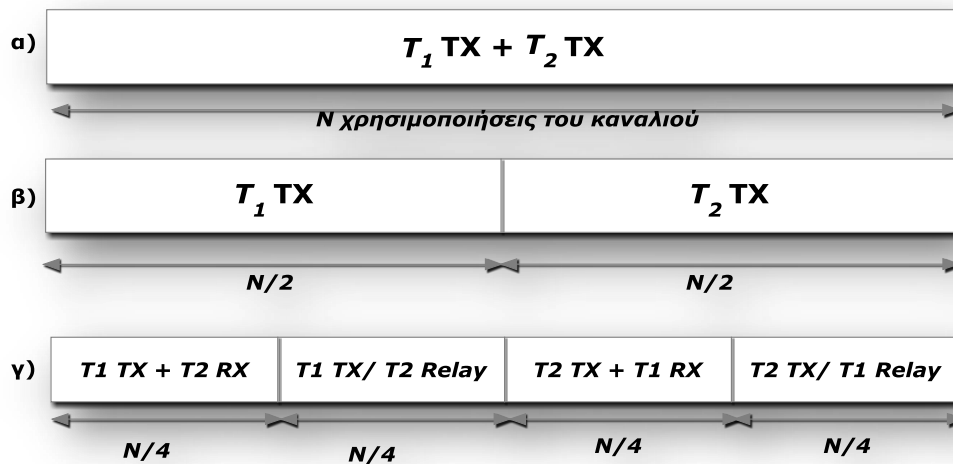 α) T₁ TX + T₂ TX
N χρησιμοποιήσεις του καναλιού
β) T₁ TX T₂ TX
N/2 N/2
γ) T1 TX + T2 RX T1 TX/ T2 Relay T2 TX + T1 RX T2 TX/ T1 Relay
N/4 N/4 N/4 N/4